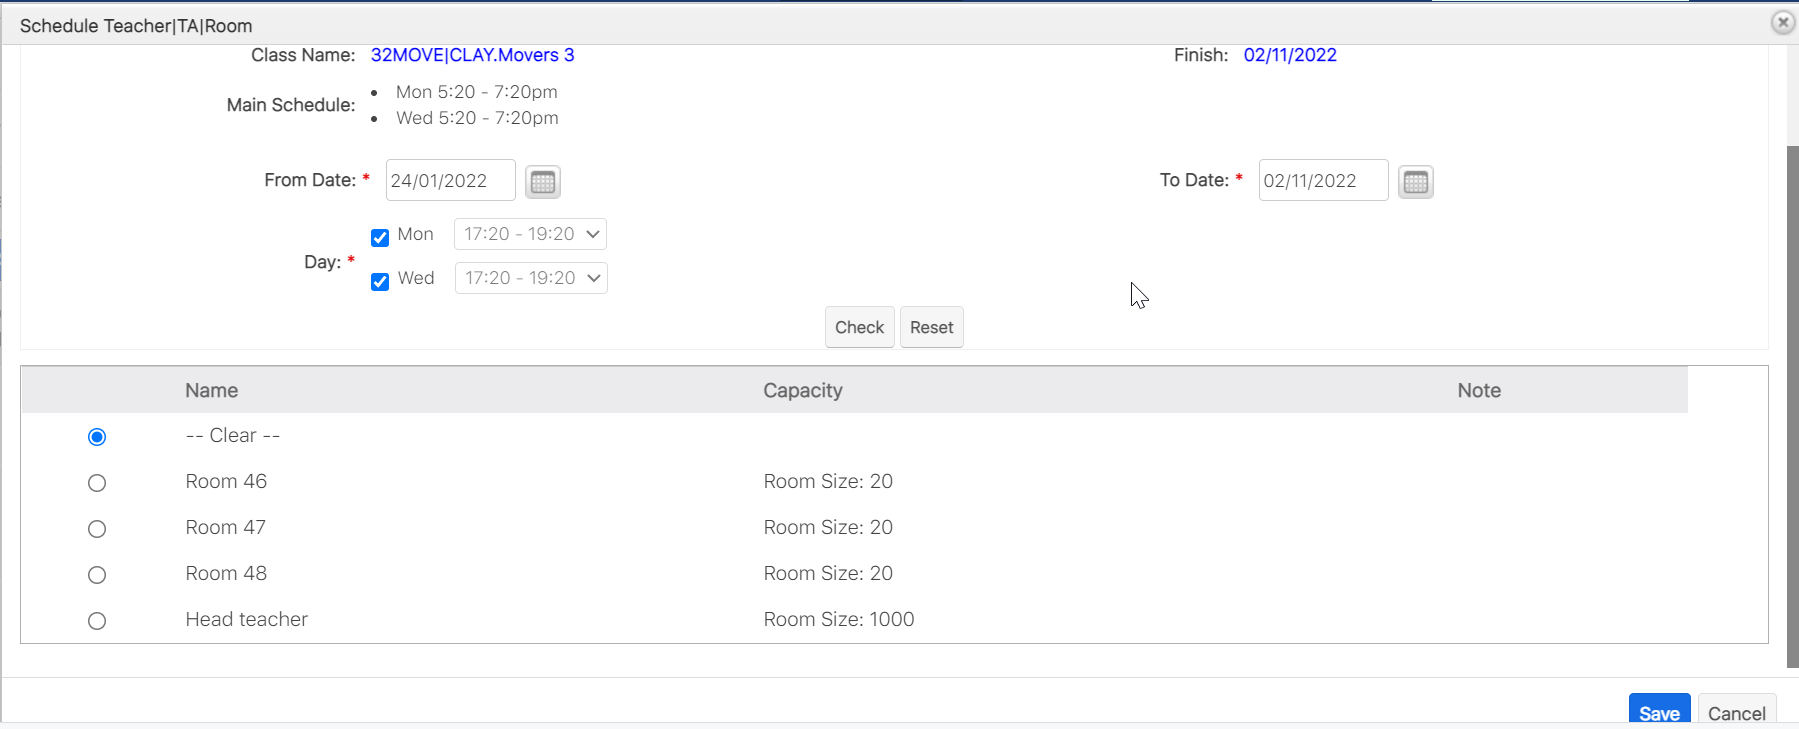 Schedule Teacher|TA|Room
Class Name: 32MOVE|CLAY.Movers 3 Finish: 02/11/2022
Main Schedule:
• Mon 5:20 - 7:20pm
• Wed 5:20 - 7:20pm
From Date: * 24/01/2022 To Date: * 02/11/2022
Day: *
Mon 17:20 - 19:20
Wed 17:20 - 19:20
Check Reset
Name Capacity Note
-- Clear --
Room 46 Room Size: 20
Room 47 Room Size: 20
Room 48 Room Size: 20
Head teacher Room Size: 1000
Save Cancel